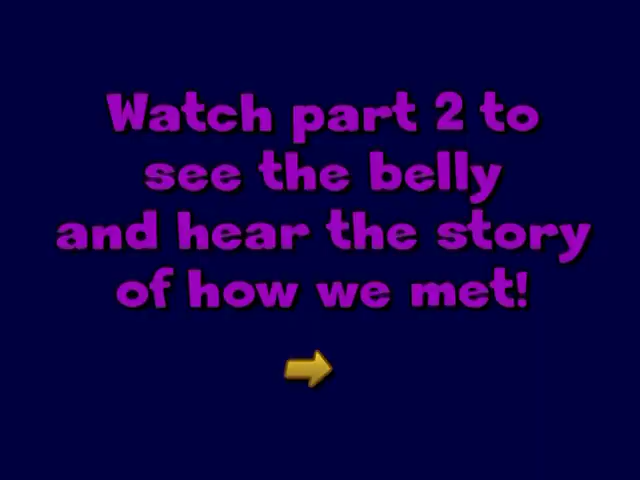 Watch part 2 to
see the belly
and hear the story
of how we met!